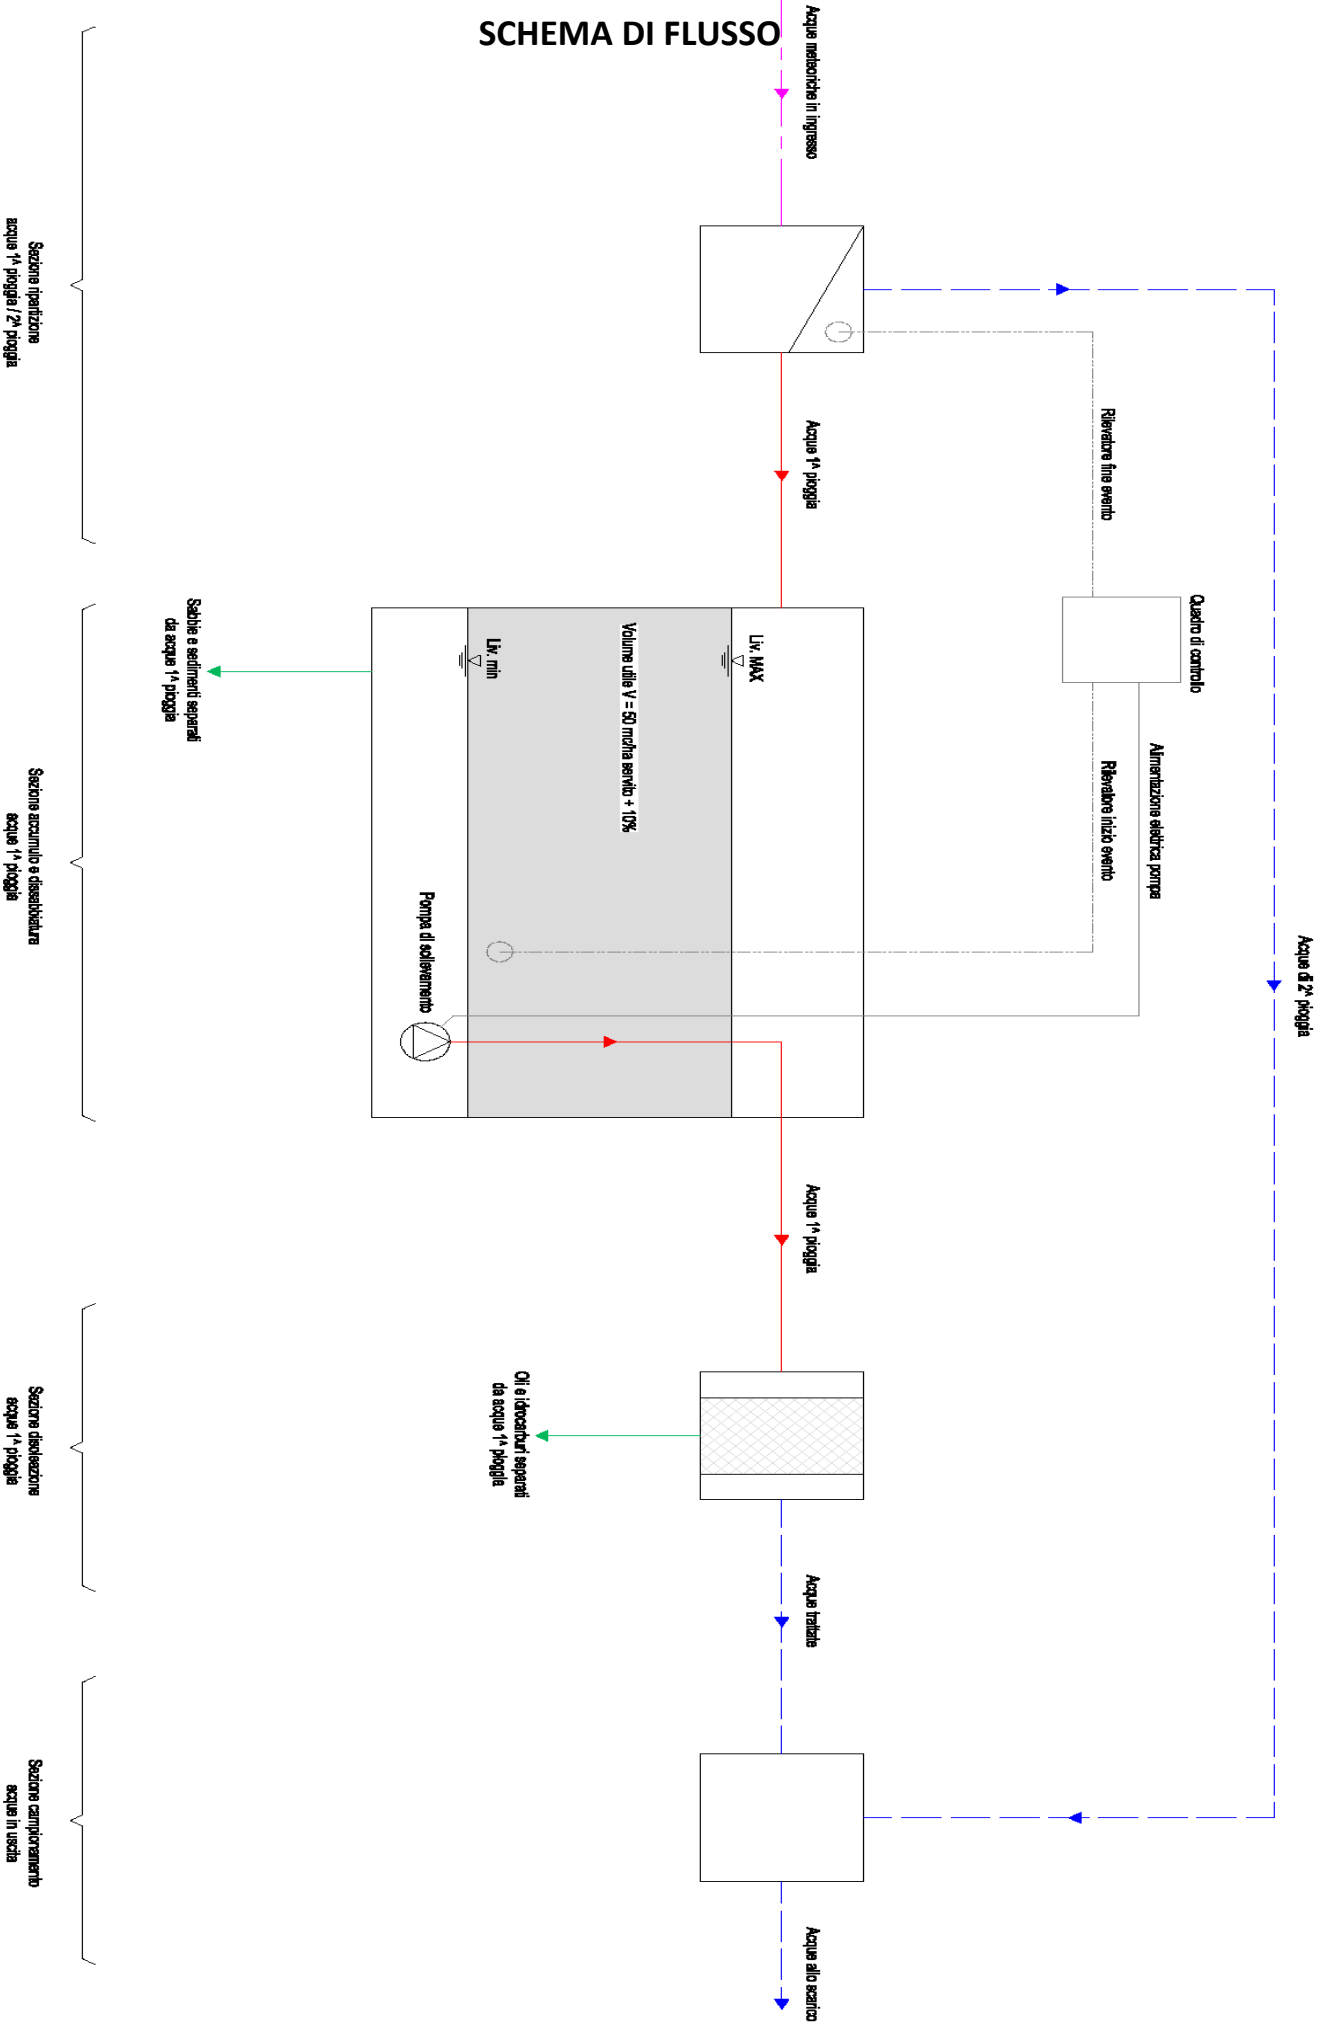 SCHEMA DI FLUSSO
Acque meteoriche in ingresso
Sezione ripartizione
acque 1^ pioggia / 2^ pioggia
Acque 1^ pioggia
Rilevatore fine evento
Quadro di controllo
Sabbie e sedimenti separati
da acque 1^ pioggia
Liv. min
Volume utile V = 50 mc/ha servito + 10%
Liv. MAX
Alimentazione elettrica pompa
Rilevatore inizio evento
Sezione accumulo e dissabbiatura
acque 1^ pioggia
Pompa di sollevamento
Acque di 2^ pioggia
Acque 1^ pioggia
Oli e idrocarburi separati
da acque 1^ pioggia
Sezione disoleazione
acque 1^ pioggia
Acque trattate
Sezione campionamento
acque in uscita
Acque allo scarico